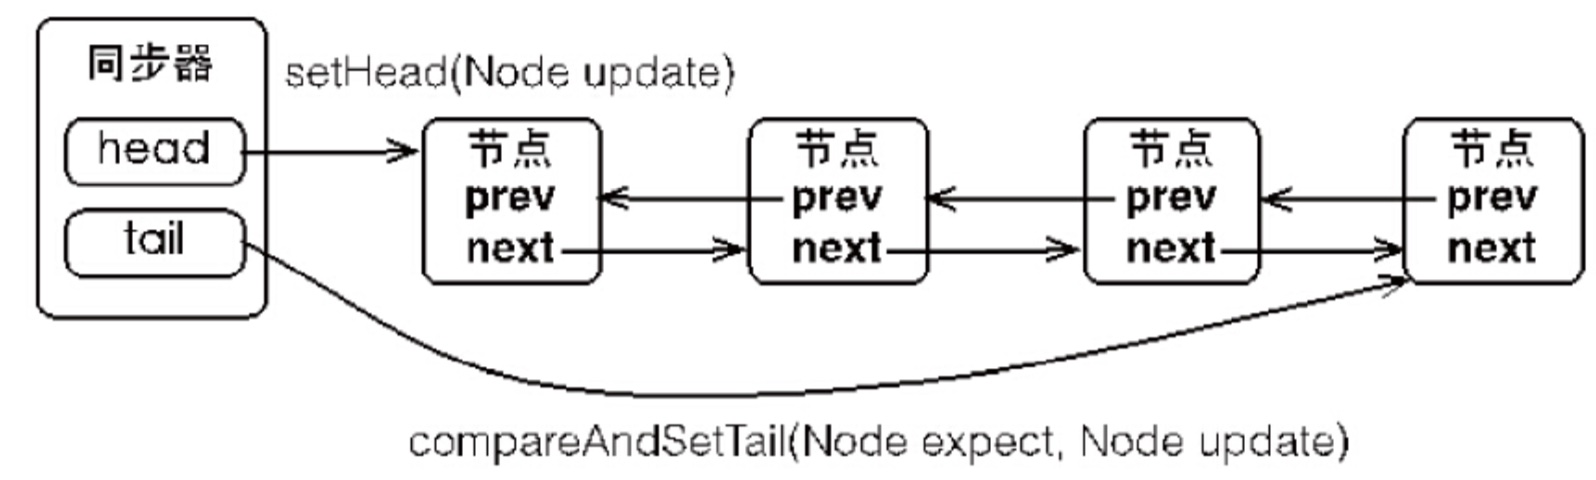 同步器
head
tail
setHead(Node update)
节点
prev
next
节点
prev
next
节点
prev
next
节点
prev
next
compareAndSetTail(Node expect, Node update)